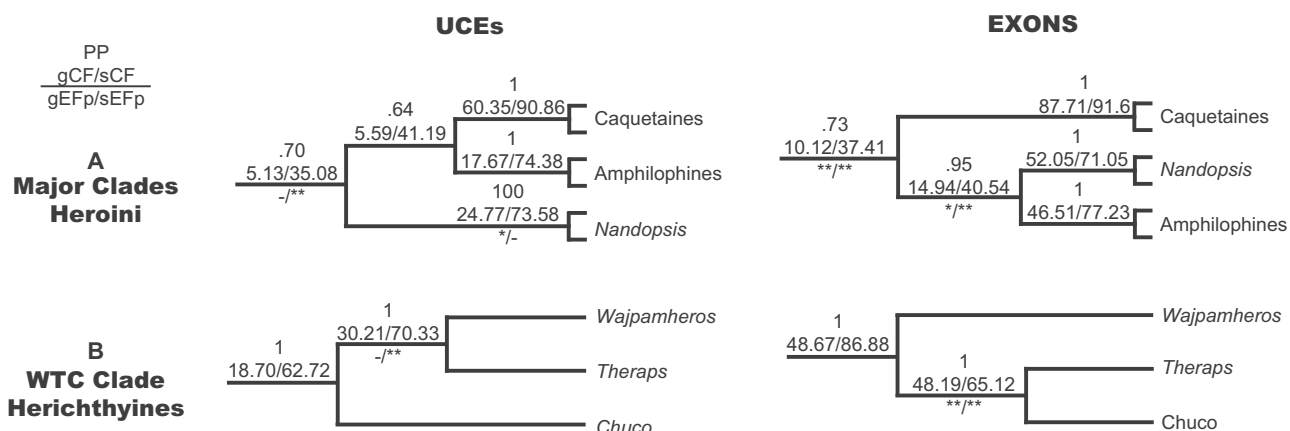 UCEs
EXONS
PP
gCF/sCF
gEFp/sEFp
A
Major Clades
Heroini
.70
5.13/35.08
-/**
.64
5.59/41.19
1
60.35/90.86
Caquetaines
1
17.67/74.38
Amphilophines
100
24.77/73.58
*/-
Nandopsis
.73
10.12/37.41
**/**
1
87.71/91.6
Caquetaines
.95
14.94/40.54
*/**
1
52.05/71.05
Nandopsis
1
46.51/77.23
Amphilophines
B
WTC Clade
Herichthyines
1
18.70/62.72
1
30.21/70.33
-/**
Wajpamheros
Theraps
Chuco
1
48.67/86.88
Wajpamheros
1
48.19/65.12
**/**
Theraps
Chuco